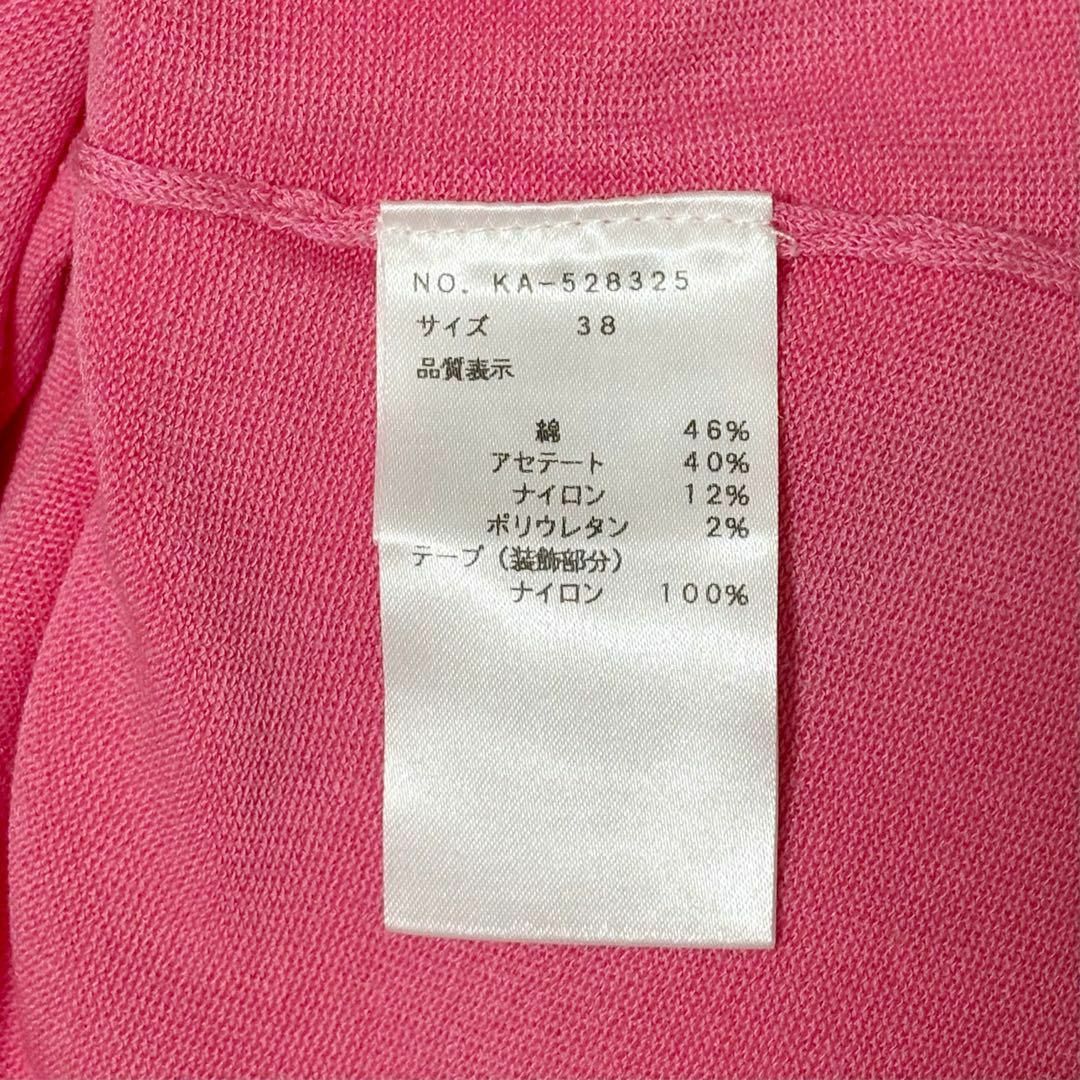 NO. KA-528325
サイズ 38
品質表示
綿 46%
アセテート 40%
ナイロン 12%
ポリウレタン 2%
テープ(装飾部分)
ナイロン 100%